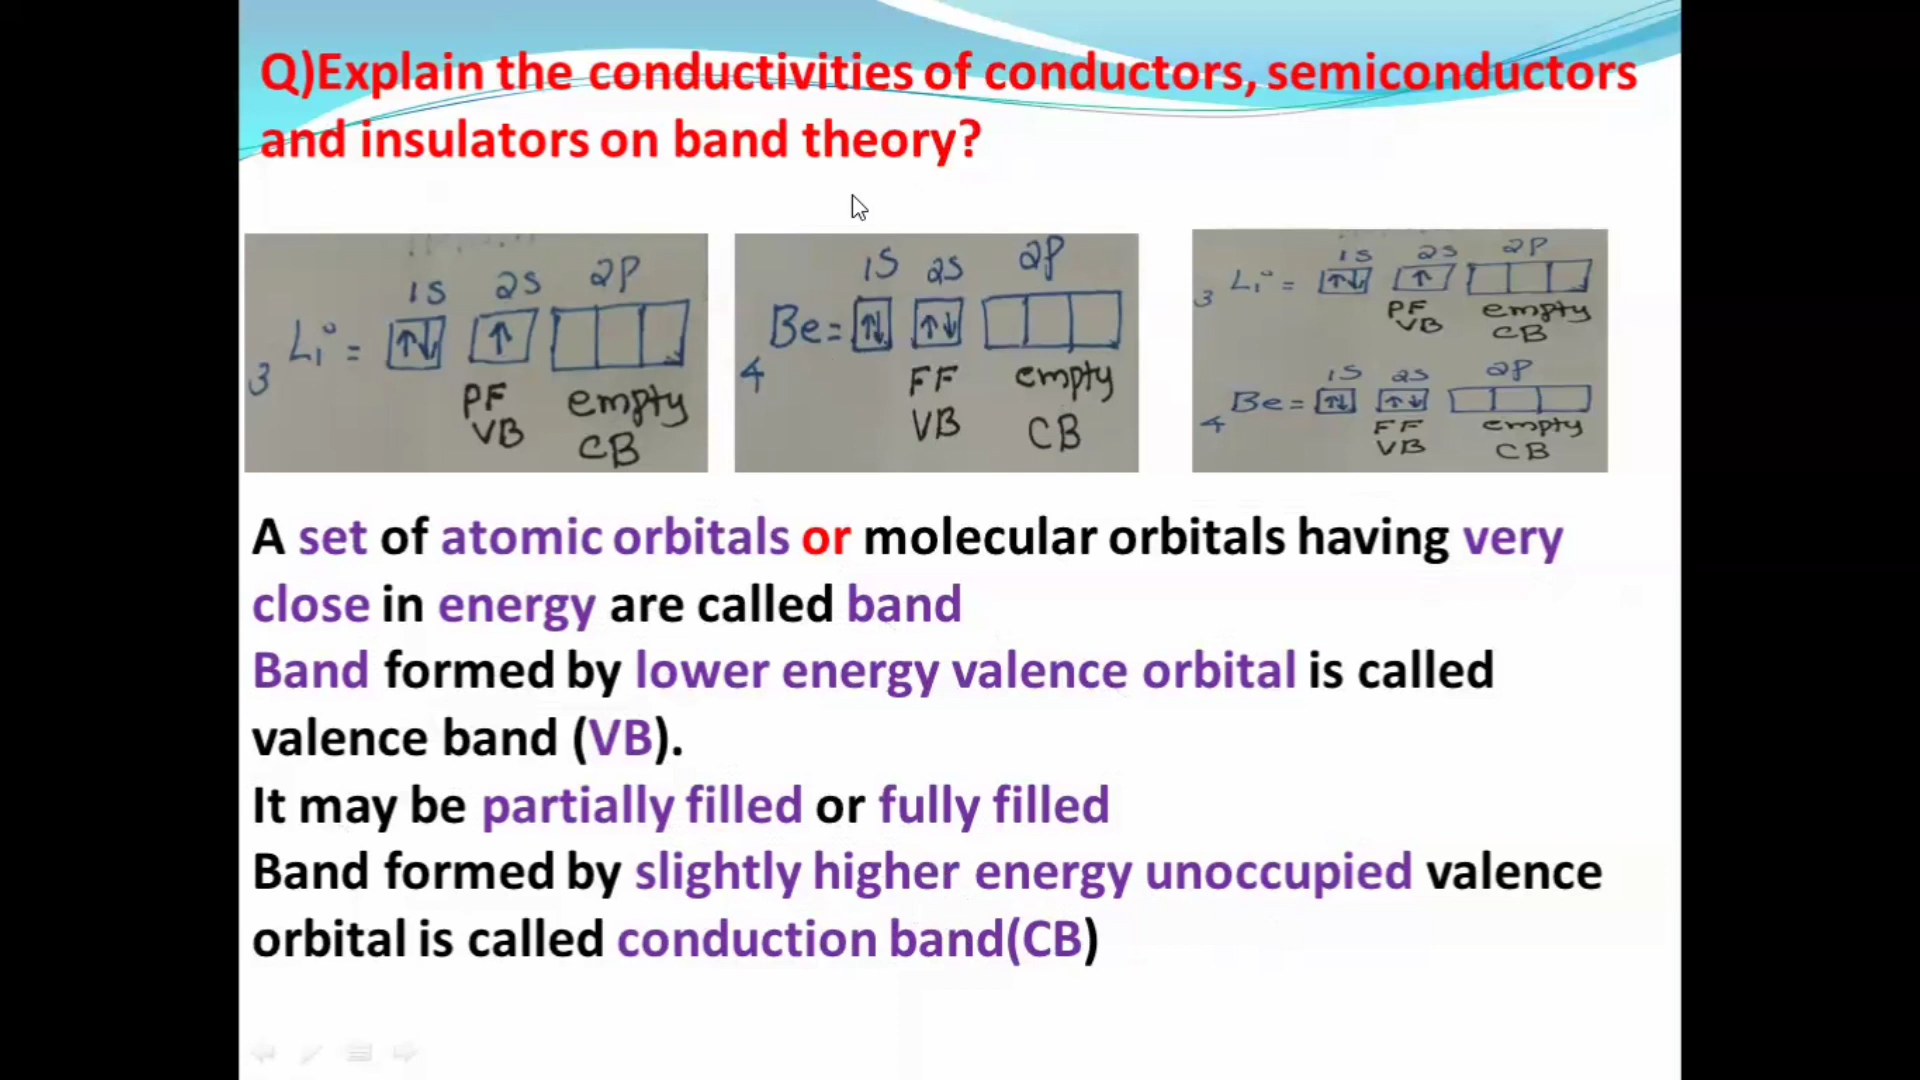 Q)Explain the conductivities of conductors, semiconductors
and insulators on band theory?
1s 2s 2p
3 Li = ↑↓ ↑
PF empty
VB CB
1s 2s 2p
4 Be = ↑↓ ↑↓
FF empty
VB CB
1s 2s 2p
3 Li = ↑↓ ↑
PF empty
VB CB
1s 2s 2p
4 Be = ↑↓ ↑↓
FF empty
VB CB
A set of atomic orbitals or molecular orbitals having very
close in energy are called band
Band formed by lower energy valence orbital is called
valence band (VB).
It may be partially filled or fully filled
Band formed by slightly higher energy unoccupied valence
orbital is called conduction band(CB)